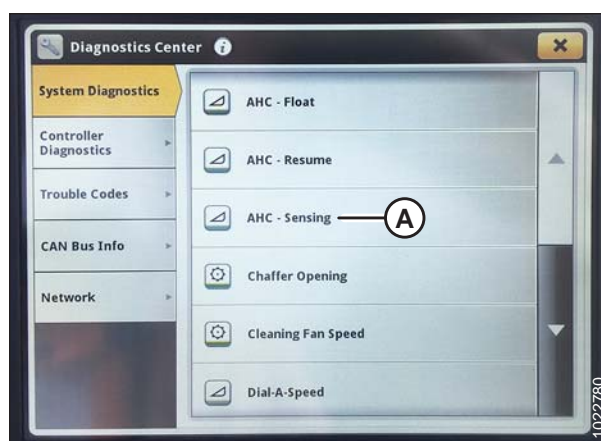 Diagnostics Center
System Diagnostics
Controller
Diagnostics
Trouble Codes
CAN Bus Info
Network
AHC - Float
AHC - Resume
AHC - Sensing
A
Chaffer Opening
Cleaning Fan Speed
Dial-A-Speed
1022780